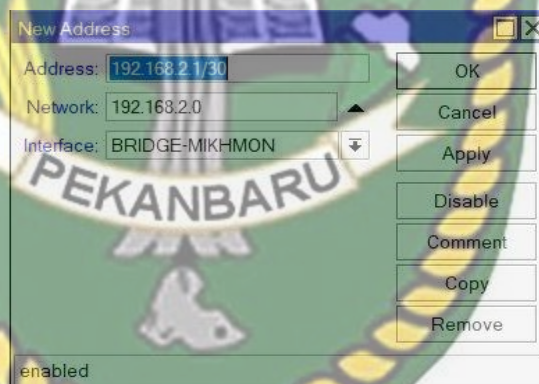 New Address
Address: 192.168.2.1/30
Network: 192.168.2.0
Interface: BRIDGE-MIKHMON
OK
Cancel
Apply
Disable
Comment
Copy
Remove
enabled
PEKANBARU